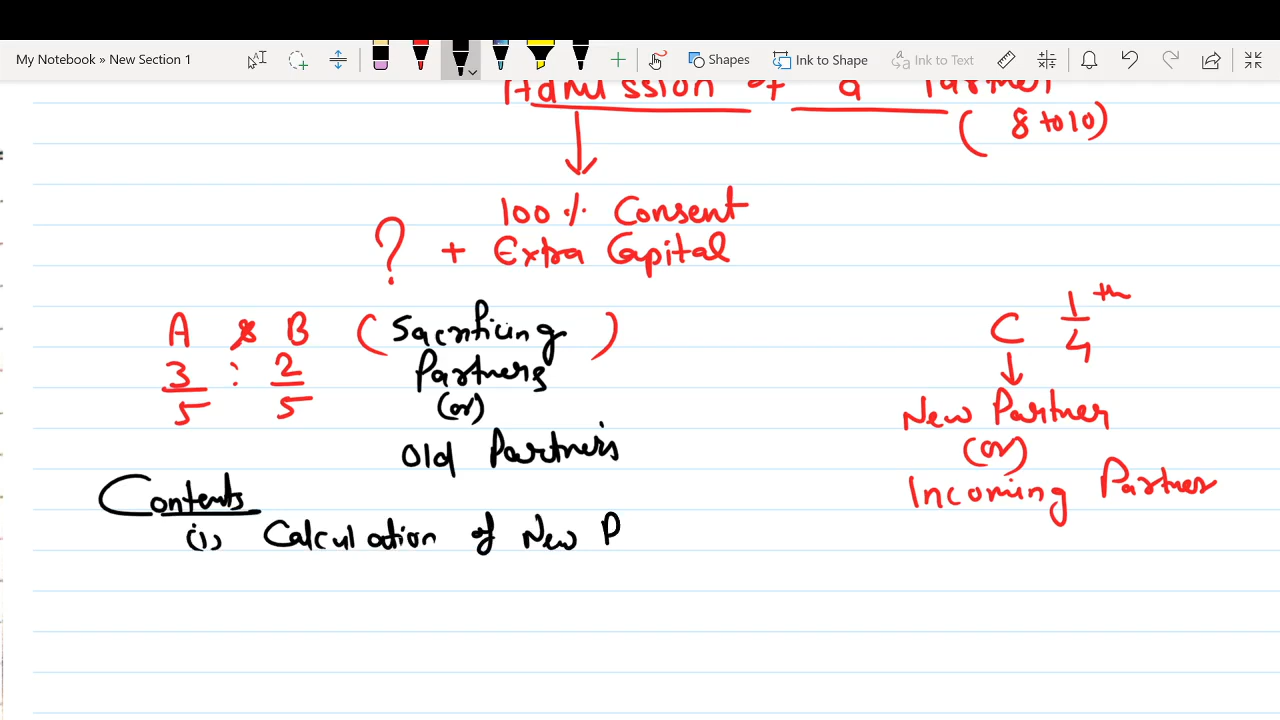 My Notebook » New Section 1
Shapes
Ink to Shape
Ink to Text
Admission of a Partner
(8 to 10)
100 % Consent
? + Extra Capital
A & B (Sacrificing
Partners
(or)
Old Partners)
3/5 : 2/5
C 1/4 th
New Partner
(or)
Incoming Partner
Contents
(i) Calculation of New P